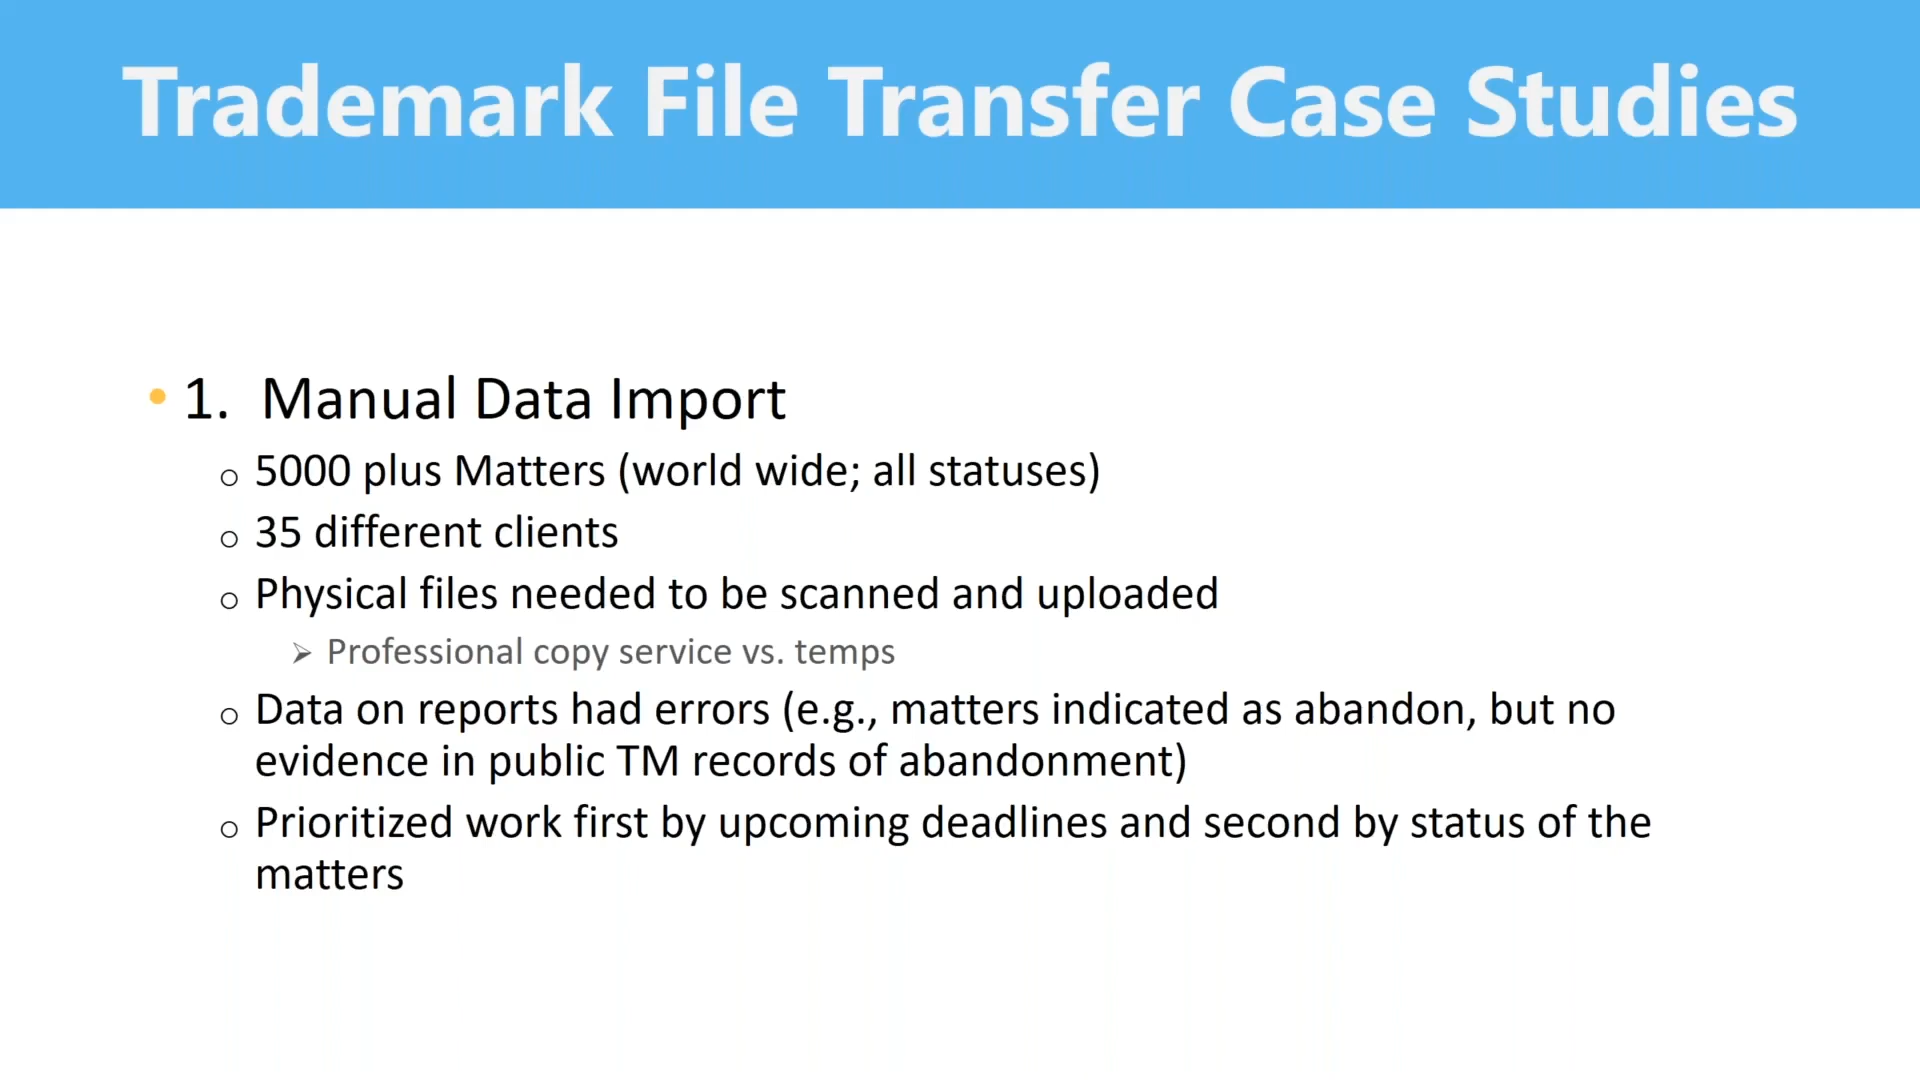 Trademark File Transfer Case Studies
• 1. Manual Data Import
o 5000 plus Matters (world wide; all statuses)
o 35 different clients
o Physical files needed to be scanned and uploaded
➢ Professional copy service vs. temps
o Data on reports had errors (e.g., matters indicated as abandon, but no
evidence in public TM records of abandonment)
o Prioritized work first by upcoming deadlines and second by status of the
matters